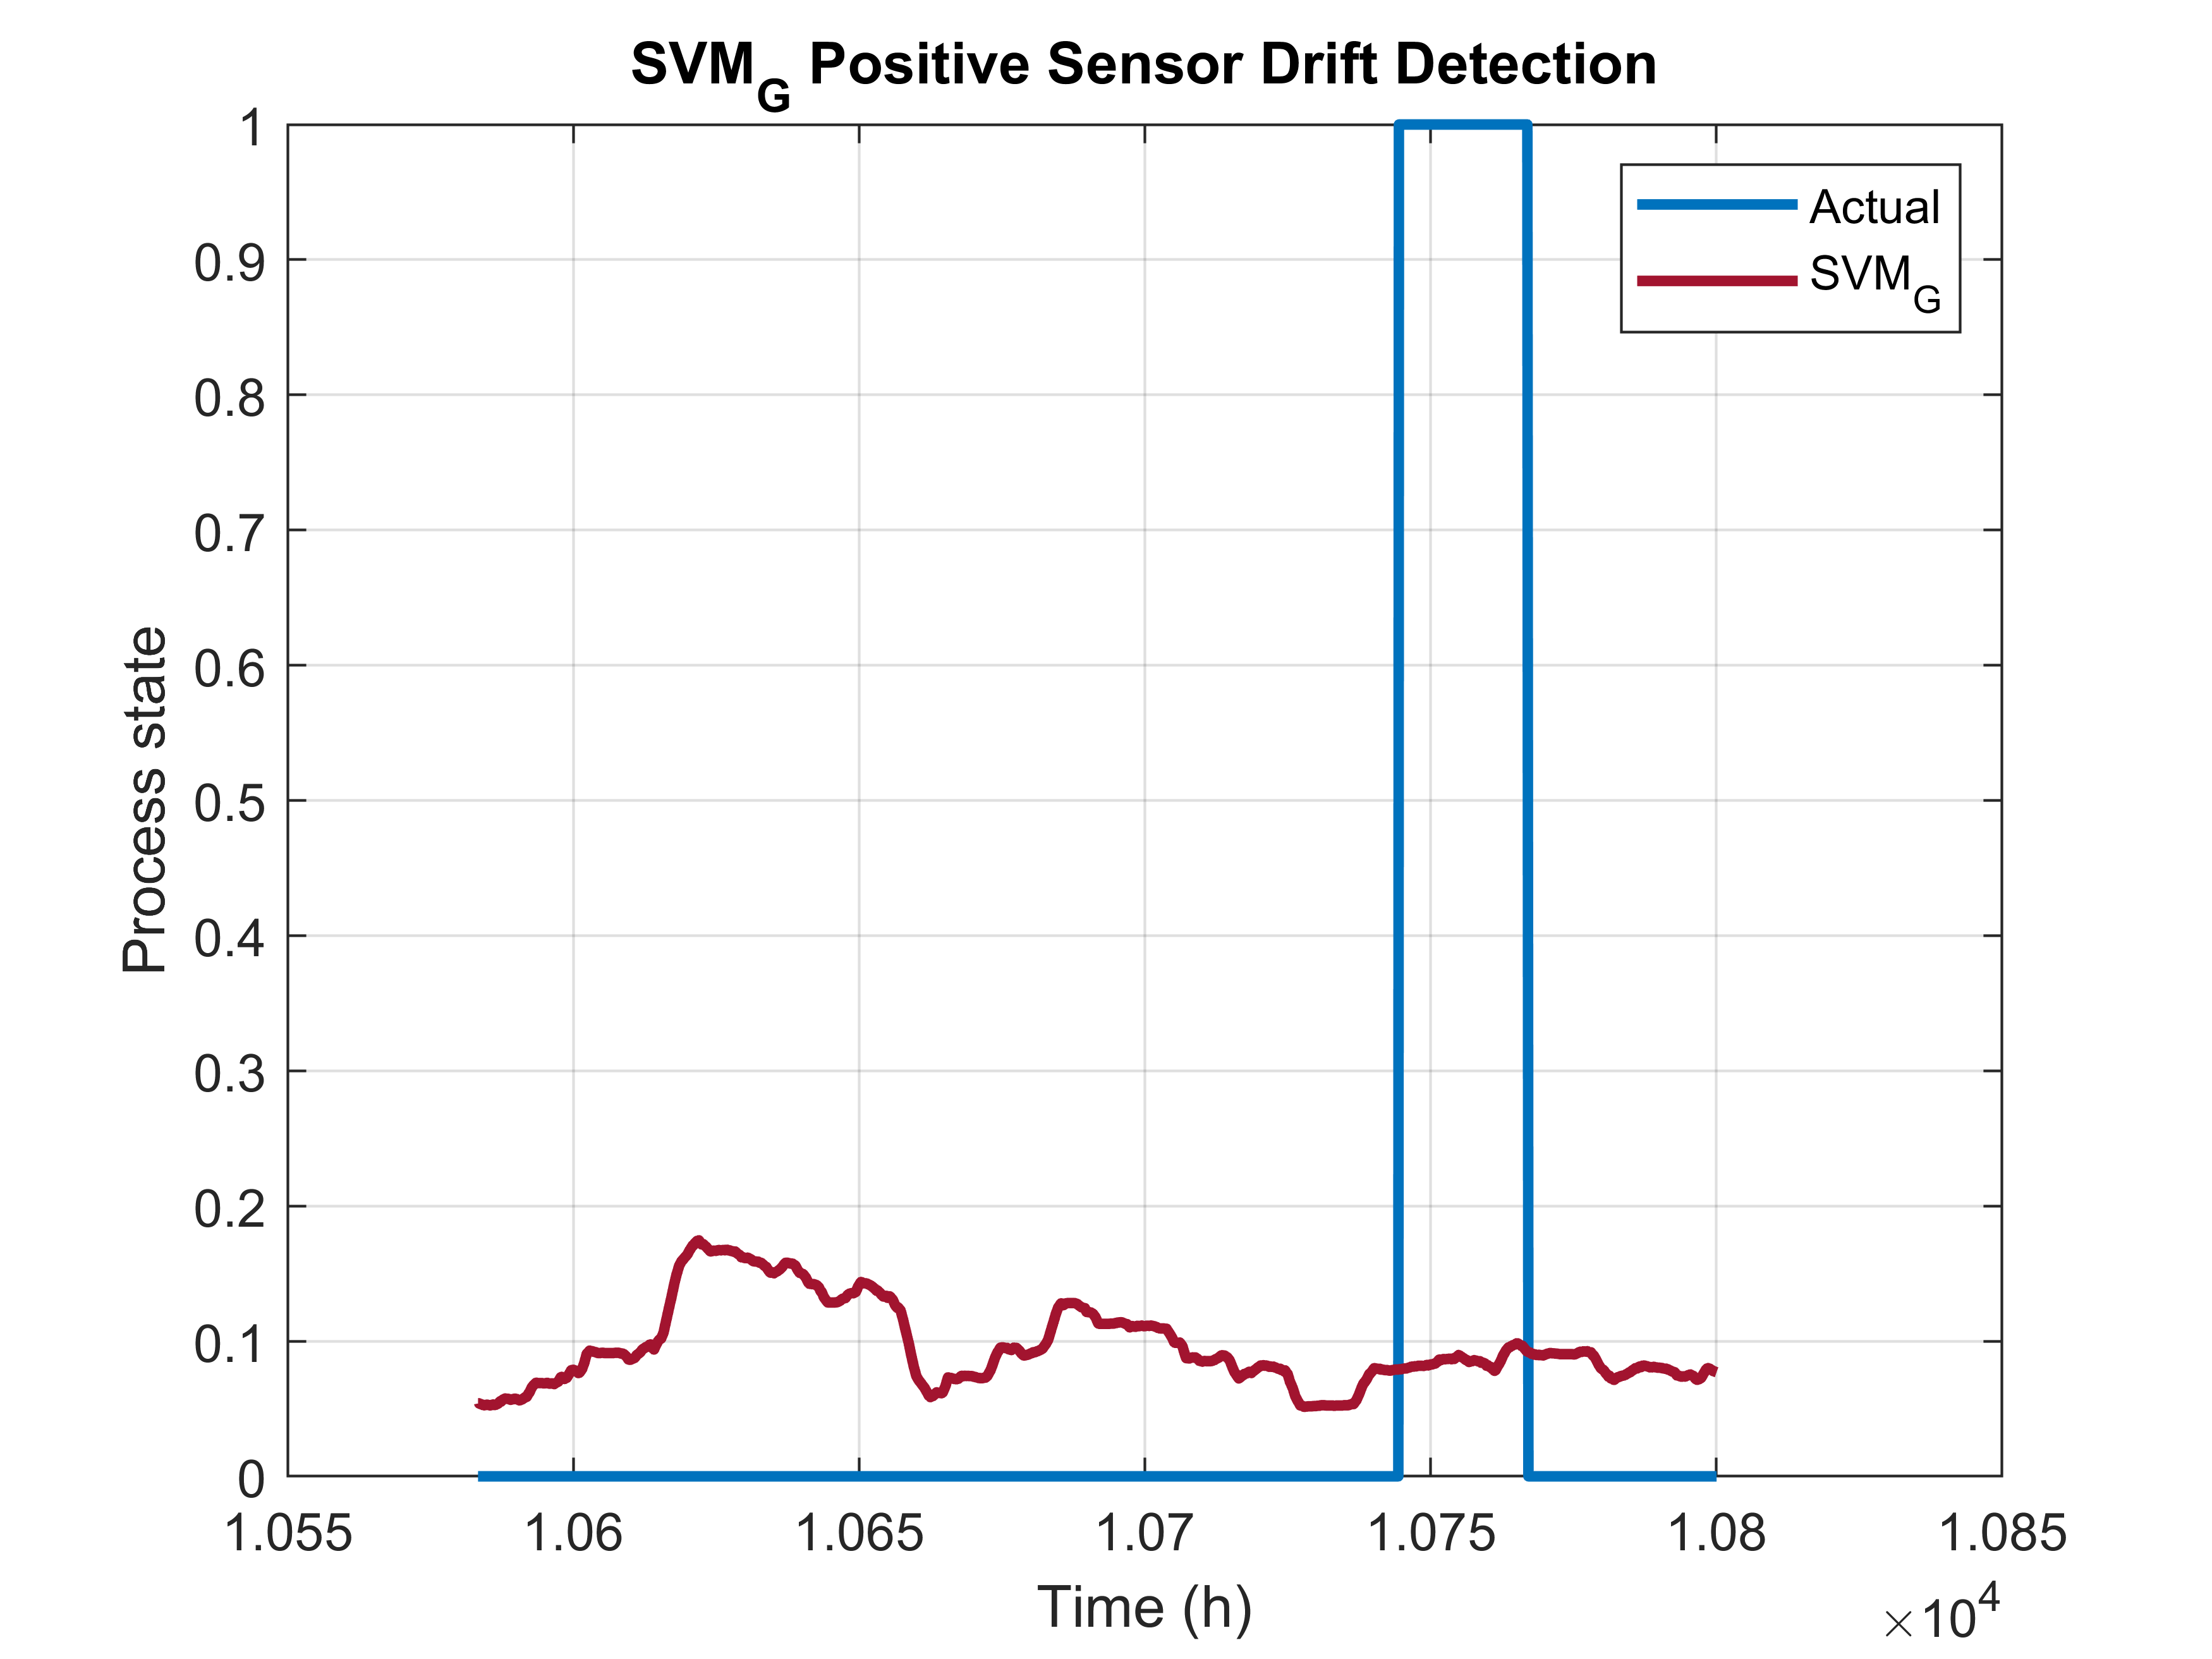 SVM_G Positive Sensor Drift Detection
1
0.9
0.8
0.7
0.6
0.5
0.4
0.3
0.2
0.1
0
Process state
Actual
SVM_G
1.055 1.06 1.065 1.07 1.075 1.08 1.085
Time (h)
×10^4